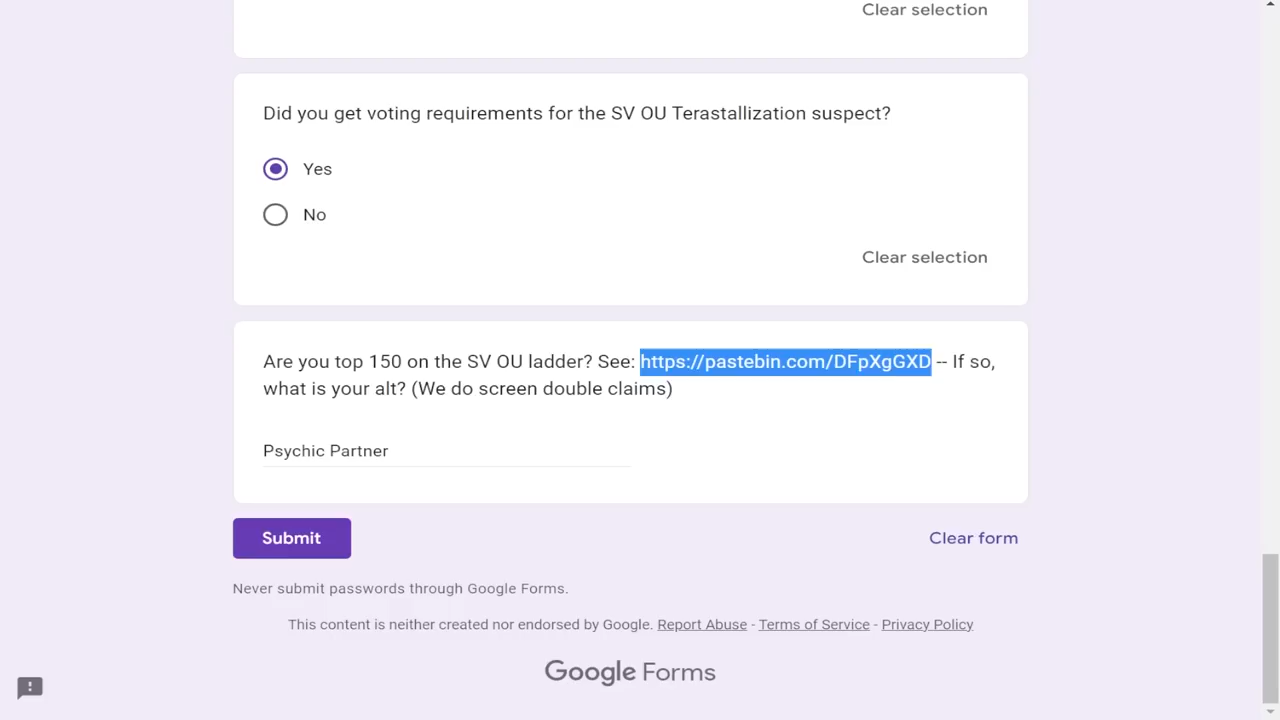 Clear selection
Did you get voting requirements for the SV OU Terastallization suspect?
Yes
No
Clear selection
Are you top 150 on the SV OU ladder? See: https://pastebin.com/DFpXgGXD -- If so,
what is your alt? (We do screen double claims)
Psychic Partner
Submit
Clear form
Never submit passwords through Google Forms.
This content is neither created nor endorsed by Google. Report Abuse - Terms of Service - Privacy Policy
Google Forms